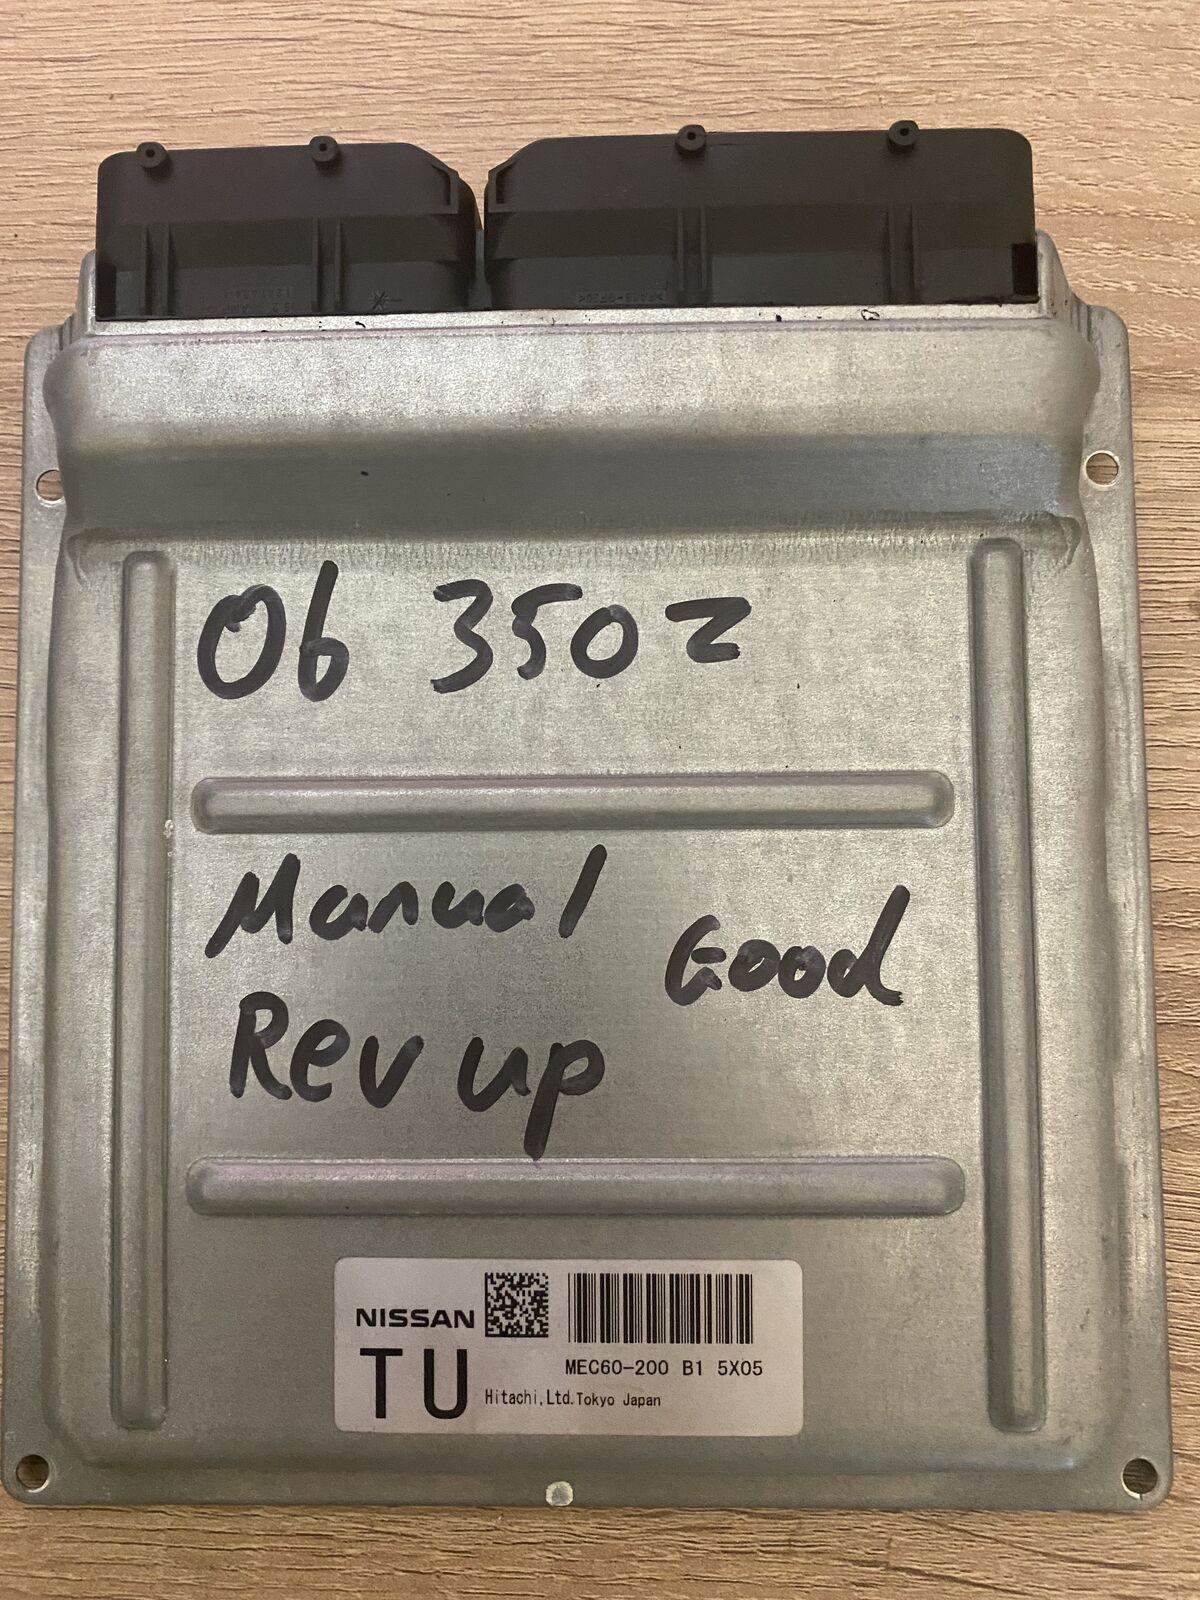 06 350Z
Manual
Good
Rev up
NISSAN
TU
MEC60-200 B1 5X05
Hitachi,Ltd.Tokyo Japan